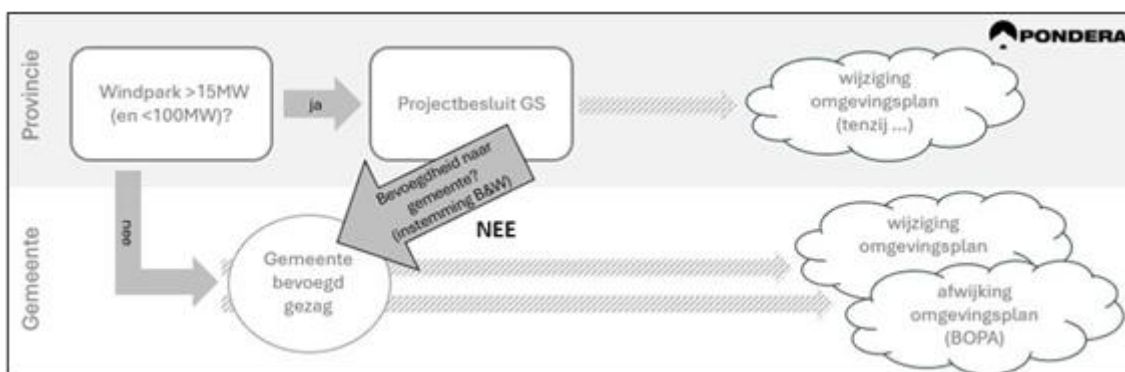 PONDERA
Provincie
Windpark >15MW
(en <100MW)?
ja
Projectbesluit GS
wijziging
omgevingsplan
(tenzij ...)
nee
Bevoegdheid naar
gemeente?
(instemming B&W)
NEE
Gemeente
Gemeente
bevoegd
gezag
wijziging
omgevingsplan
afwijking
omgevingsplan
(BOPA)